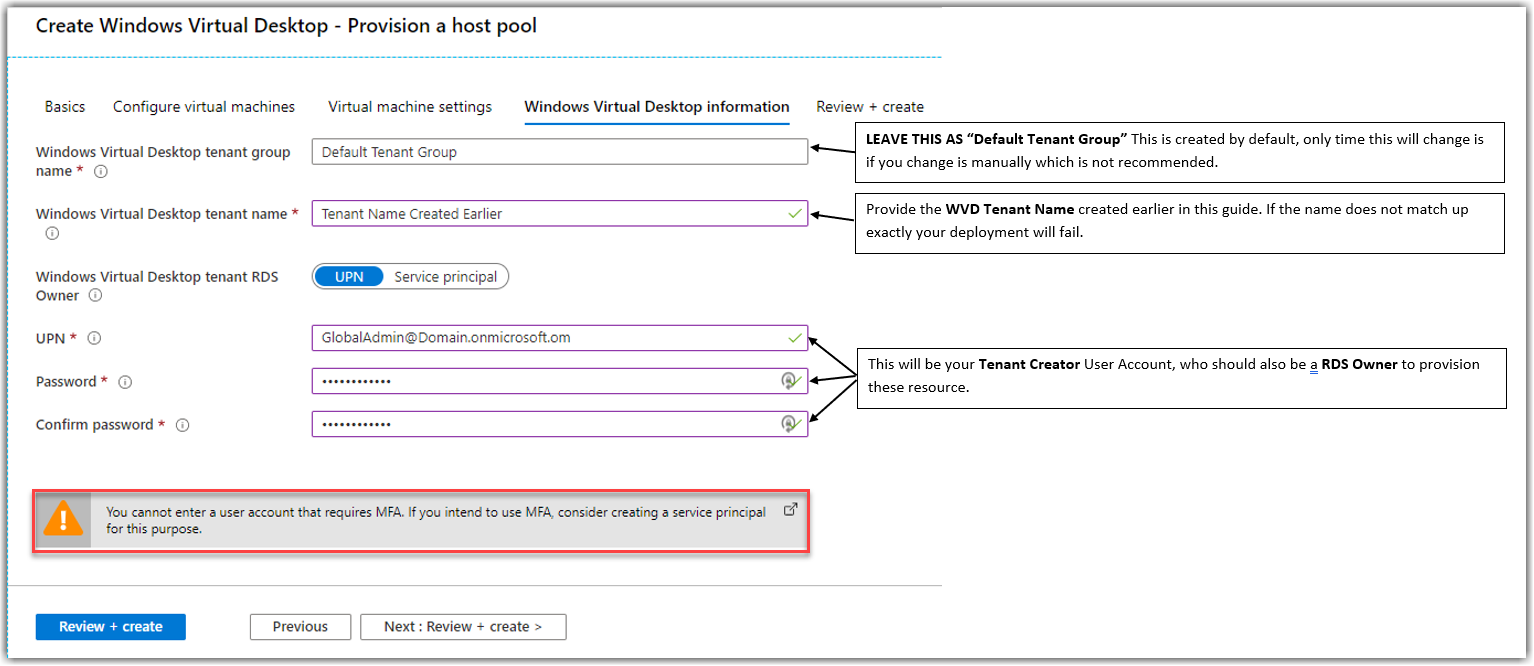 Create Windows Virtual Desktop - Provision a host pool
Basics
Configure virtual machines
Virtual machine settings
Windows Virtual Desktop information
Review + create
Windows Virtual Desktop tenant group
name *
Default Tenant Group
LEAVE THIS AS “Default Tenant Group” This is created by default, only time this will change is
if you change is manually which is not recommended.
Windows Virtual Desktop tenant name *
Tenant Name Created Earlier
Provide the WVD Tenant Name created earlier in this guide. If the name does not match up
exactly your deployment will fail.
Windows Virtual Desktop tenant RDS
Owner
UPN
Service principal
UPN *
GlobalAdmin@Domain.onmicrosoft.om
Password *
••••••••••••
This will be your Tenant Creator User Account, who should also be a RDS Owner to provision
these resource.
Confirm password *
••••••••••••
You cannot enter a user account that requires MFA. If you intend to use MFA, consider creating a service principal
for this purpose.
Review + create
Previous
Next : Review + create >